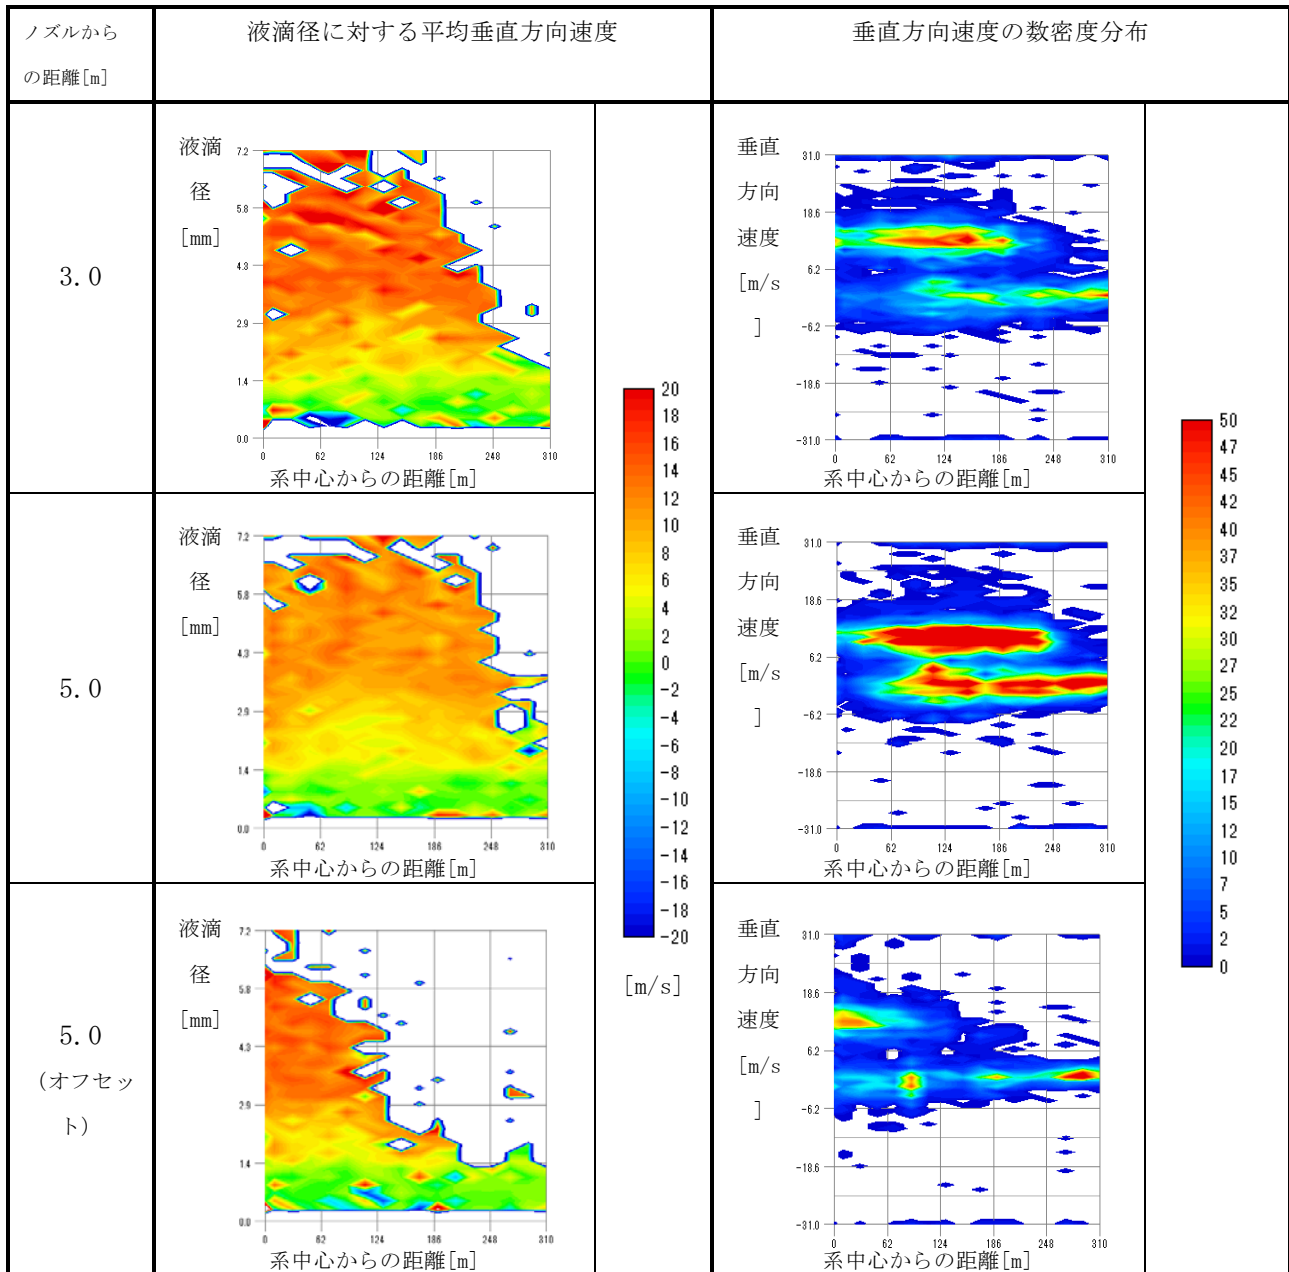 ノズルから
の距離[m]
液滴径に対する平均垂直方向速度
垂直方向速度の数密度分布
3.0
液滴
径
[mm]
7.2
5.8
4.3
2.9
1.4
0.0
0 62 124 186 248 310
系中心からの距離[m]
垂直
方向
速度
[m/s
]
31.0
18.6
6.2
-6.2
-18.6
-31.0
0 62 124 186 248 310
系中心からの距離[m]
5.0
液滴
径
[mm]
7.2
5.8
4.3
2.9
1.4
0.0
0 62 124 186 248 310
系中心からの距離[m]
垂直
方向
速度
[m/s
]
31.0
18.6
6.2
-6.2
-18.6
-31.0
0 62 124 186 248 310
系中心からの距離[m]
5.0
(オフセッ
ト)
液滴
径
[mm]
7.2
5.8
4.3
2.9
1.4
0.0
0 62 124 186 248 310
系中心からの距離[m]
垂直
方向
速度
[m/s
]
31.0
18.6
6.2
-6.2
-18.6
-31.0
0 62 124 186 248 310
系中心からの距離[m]
20
18
16
14
12
10
8
6
4
2
0
-2
-4
-6
-8
-10
-12
-14
-16
-18
-20
[m/s]
50
47
45
42
40
37
35
32
30
27
25
22
20
17
15
12
10
7
5
2
0